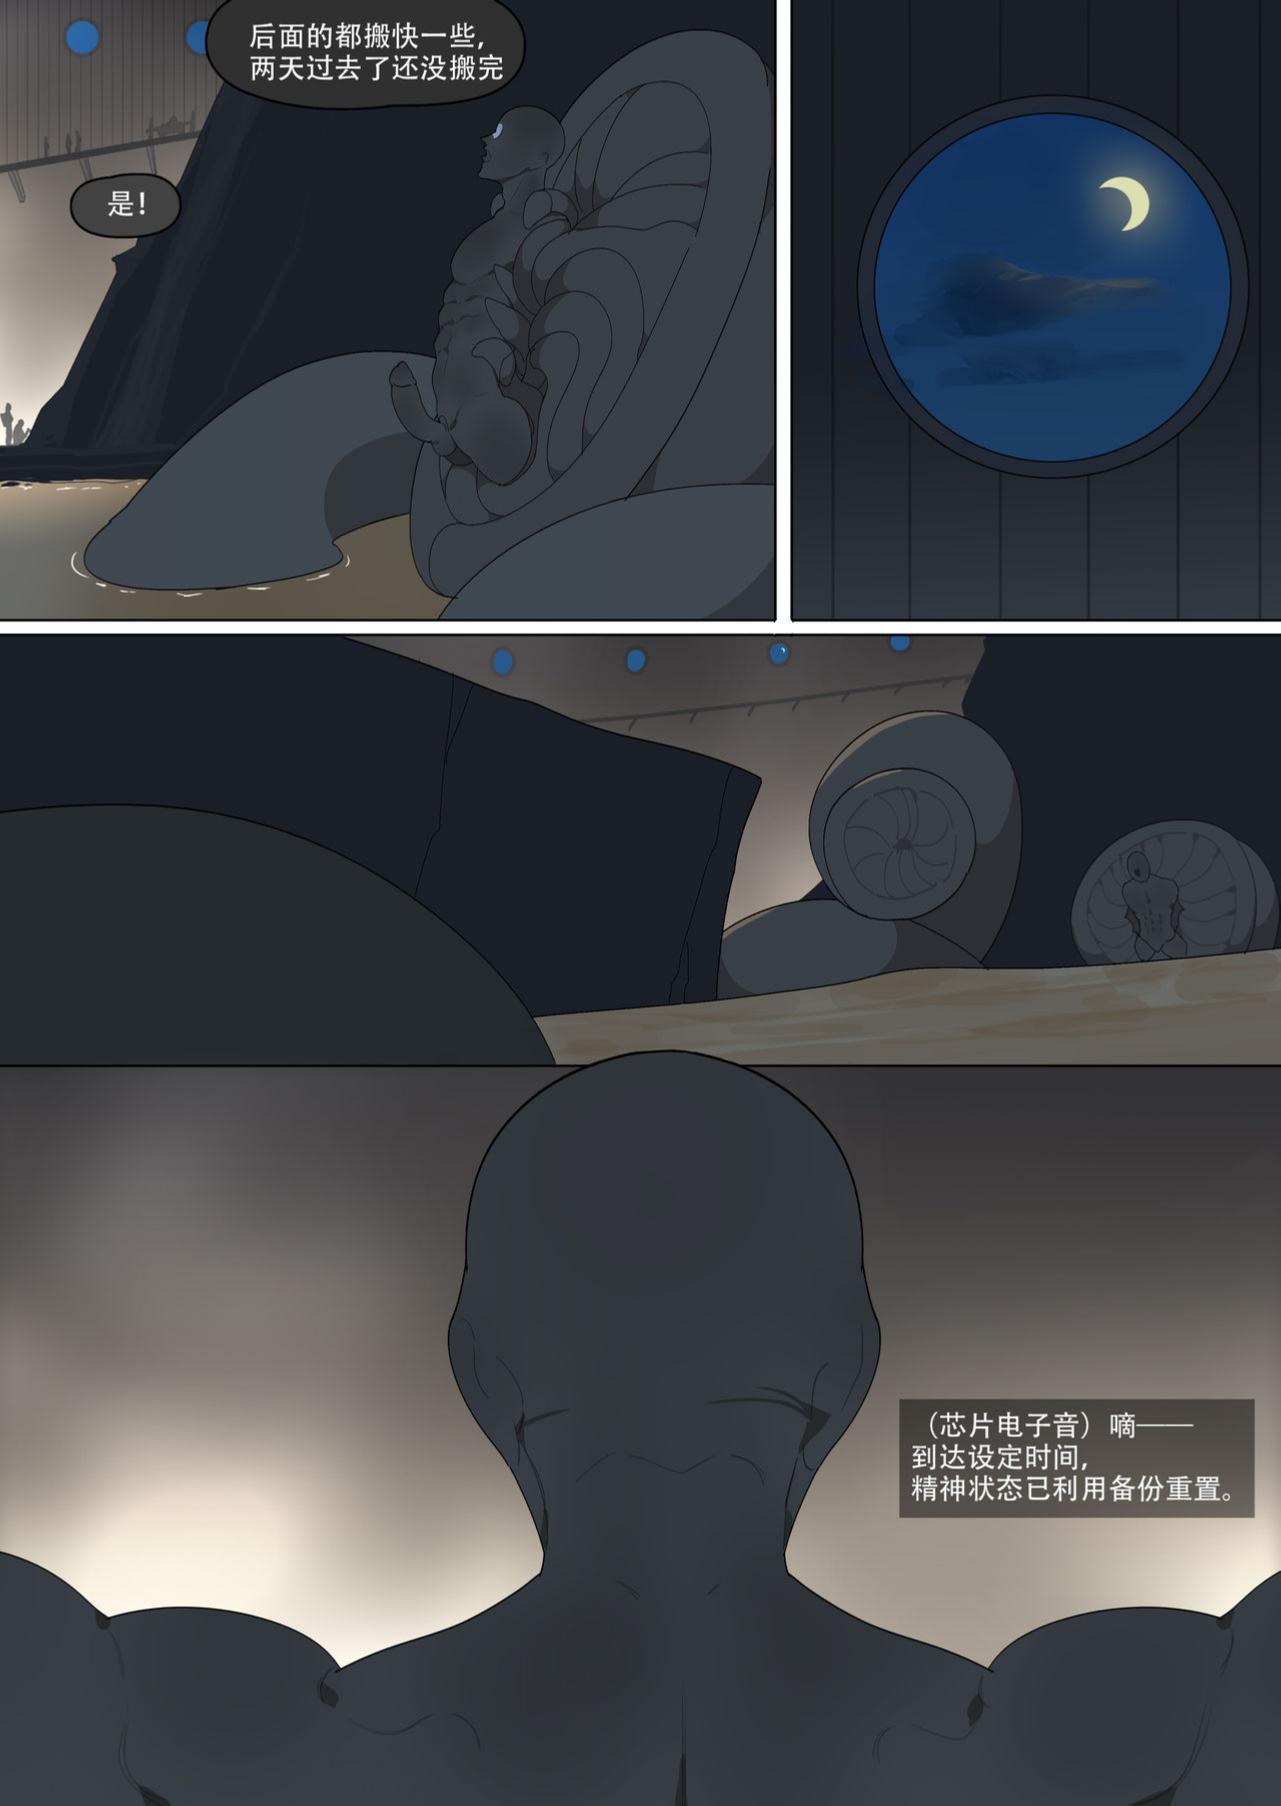 后面的都搬快一些，
两天过去了还没搬完
是！
（芯片电子音）嘀——
到达设定时间，
精神状态已利用备份重置。